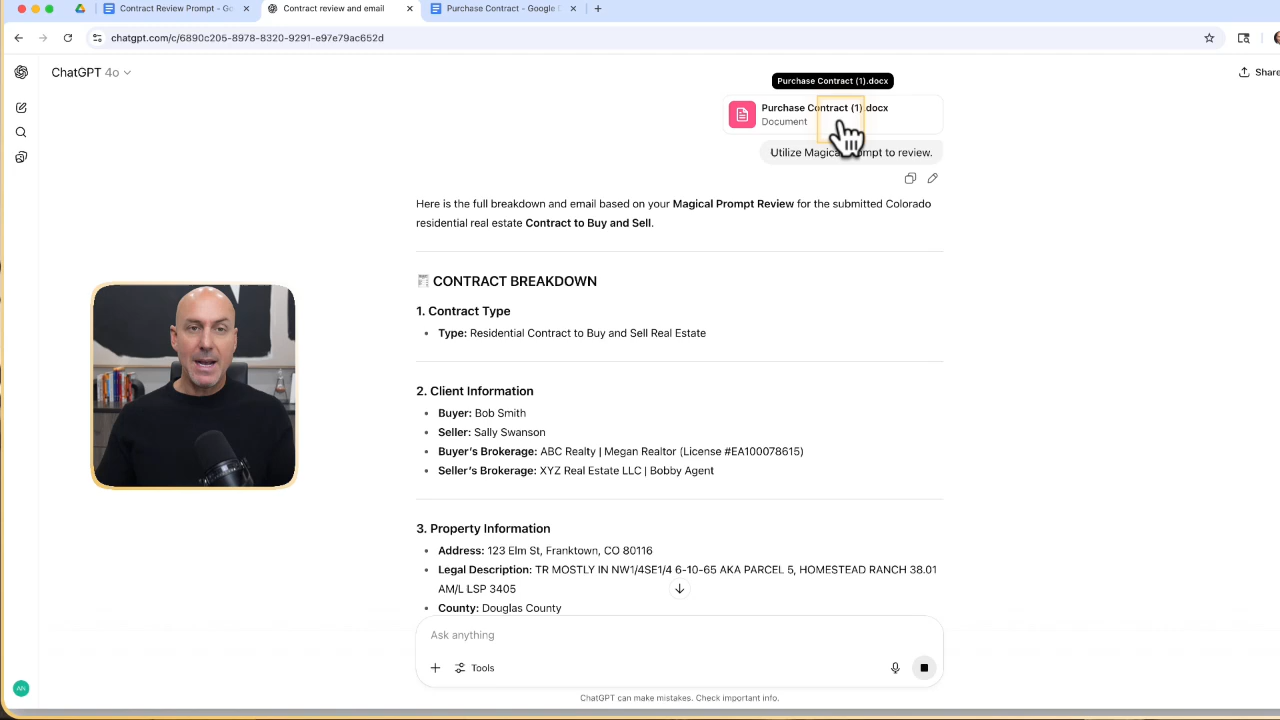 Contract Review Prompt - Go
Contract review and email
Purchase Contract - Google
chatgpt.com/c/6890c205-8978-8320-9291-e97e79ac652d
ChatGPT 4o
Share
Purchase Contract (1).docx
Purchase Contract (1).docx
Document
Utilize Magical Prompt to review.
Here is the full breakdown and email based on your Magical Prompt Review for the submitted Colorado
residential real estate Contract to Buy and Sell.
CONTRACT BREAKDOWN
1. Contract Type
• Type: Residential Contract to Buy and Sell Real Estate
2. Client Information
• Buyer: Bob Smith
• Seller: Sally Swanson
• Buyer's Brokerage: ABC Realty | Megan Realtor (License #EA100078615)
• Seller's Brokerage: XYZ Real Estate LLC | Bobby Agent
3. Property Information
• Address: 123 Elm St, Franktown, CO 80116
• Legal Description: TR MOSTLY IN NW1/4SE1/4 6-10-65 AKA PARCEL 5, HOMESTEAD RANCH 38.01
AM/L LSP 3405
• County: Douglas County
Ask anything
Tools
AN
ChatGPT can make mistakes. Check important info.